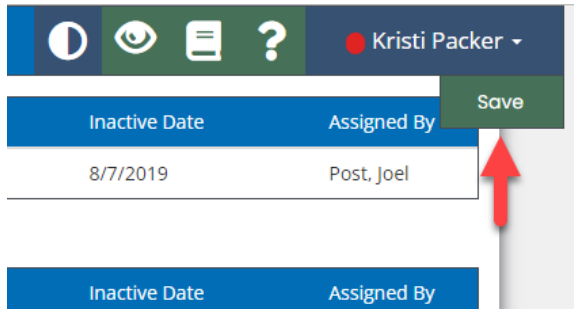 ? Kristi Packer
Save
Inactive Date Assigned By
8/7/2019 Post, Joel
Inactive Date Assigned By